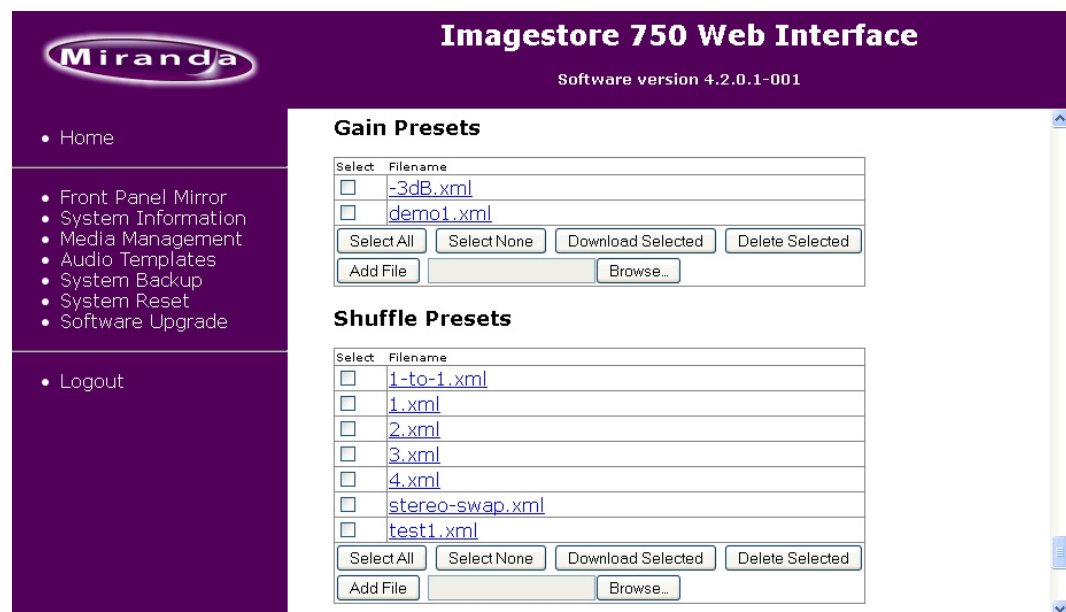 Miranda
Imagestore 750 Web Interface
Software version 4.2.0.1-001
Home
Front Panel Mirror
System Information
Media Management
Audio Templates
System Backup
System Reset
Software Upgrade
Logout
Gain Presets
Select Filename
-3dB.xml
demo1.xml
Select All Select None Download Selected Delete Selected
Add File Browse...
Shuffle Presets
Select Filename
1-to-1.xml
1.xml
2.xml
3.xml
4.xml
stereo-swap.xml
test1.xml
Select All Select None Download Selected Delete Selected
Add File Browse...